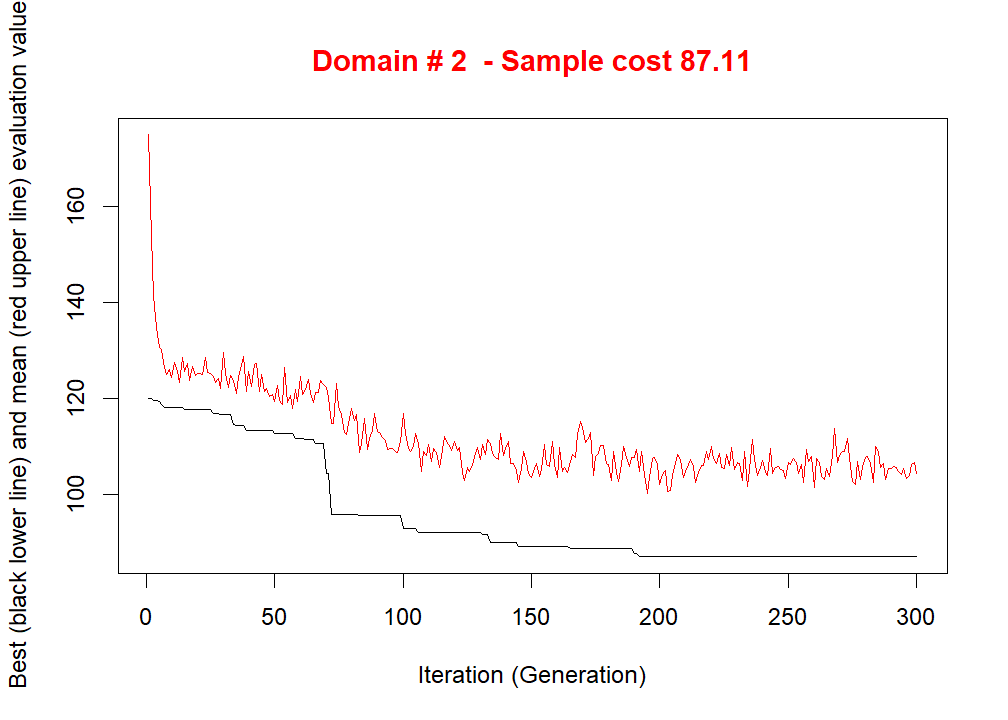 Domain # 2  - Sample cost 87.11
Best (black lower line) and mean (red upper line) evaluation value
160
140
120
100
0 50 100 150 200 250 300
Iteration (Generation)